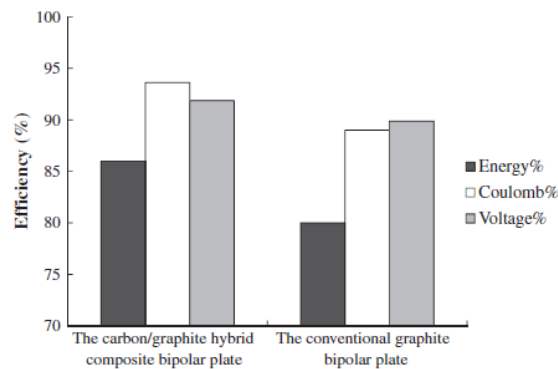 Efficiency (%)
100
95
90
85
80
75
70
The carbon/graphite hybrid
composite bipolar plate
The conventional graphite
bipolar plate
Energy%
Coulomb%
Voltage%